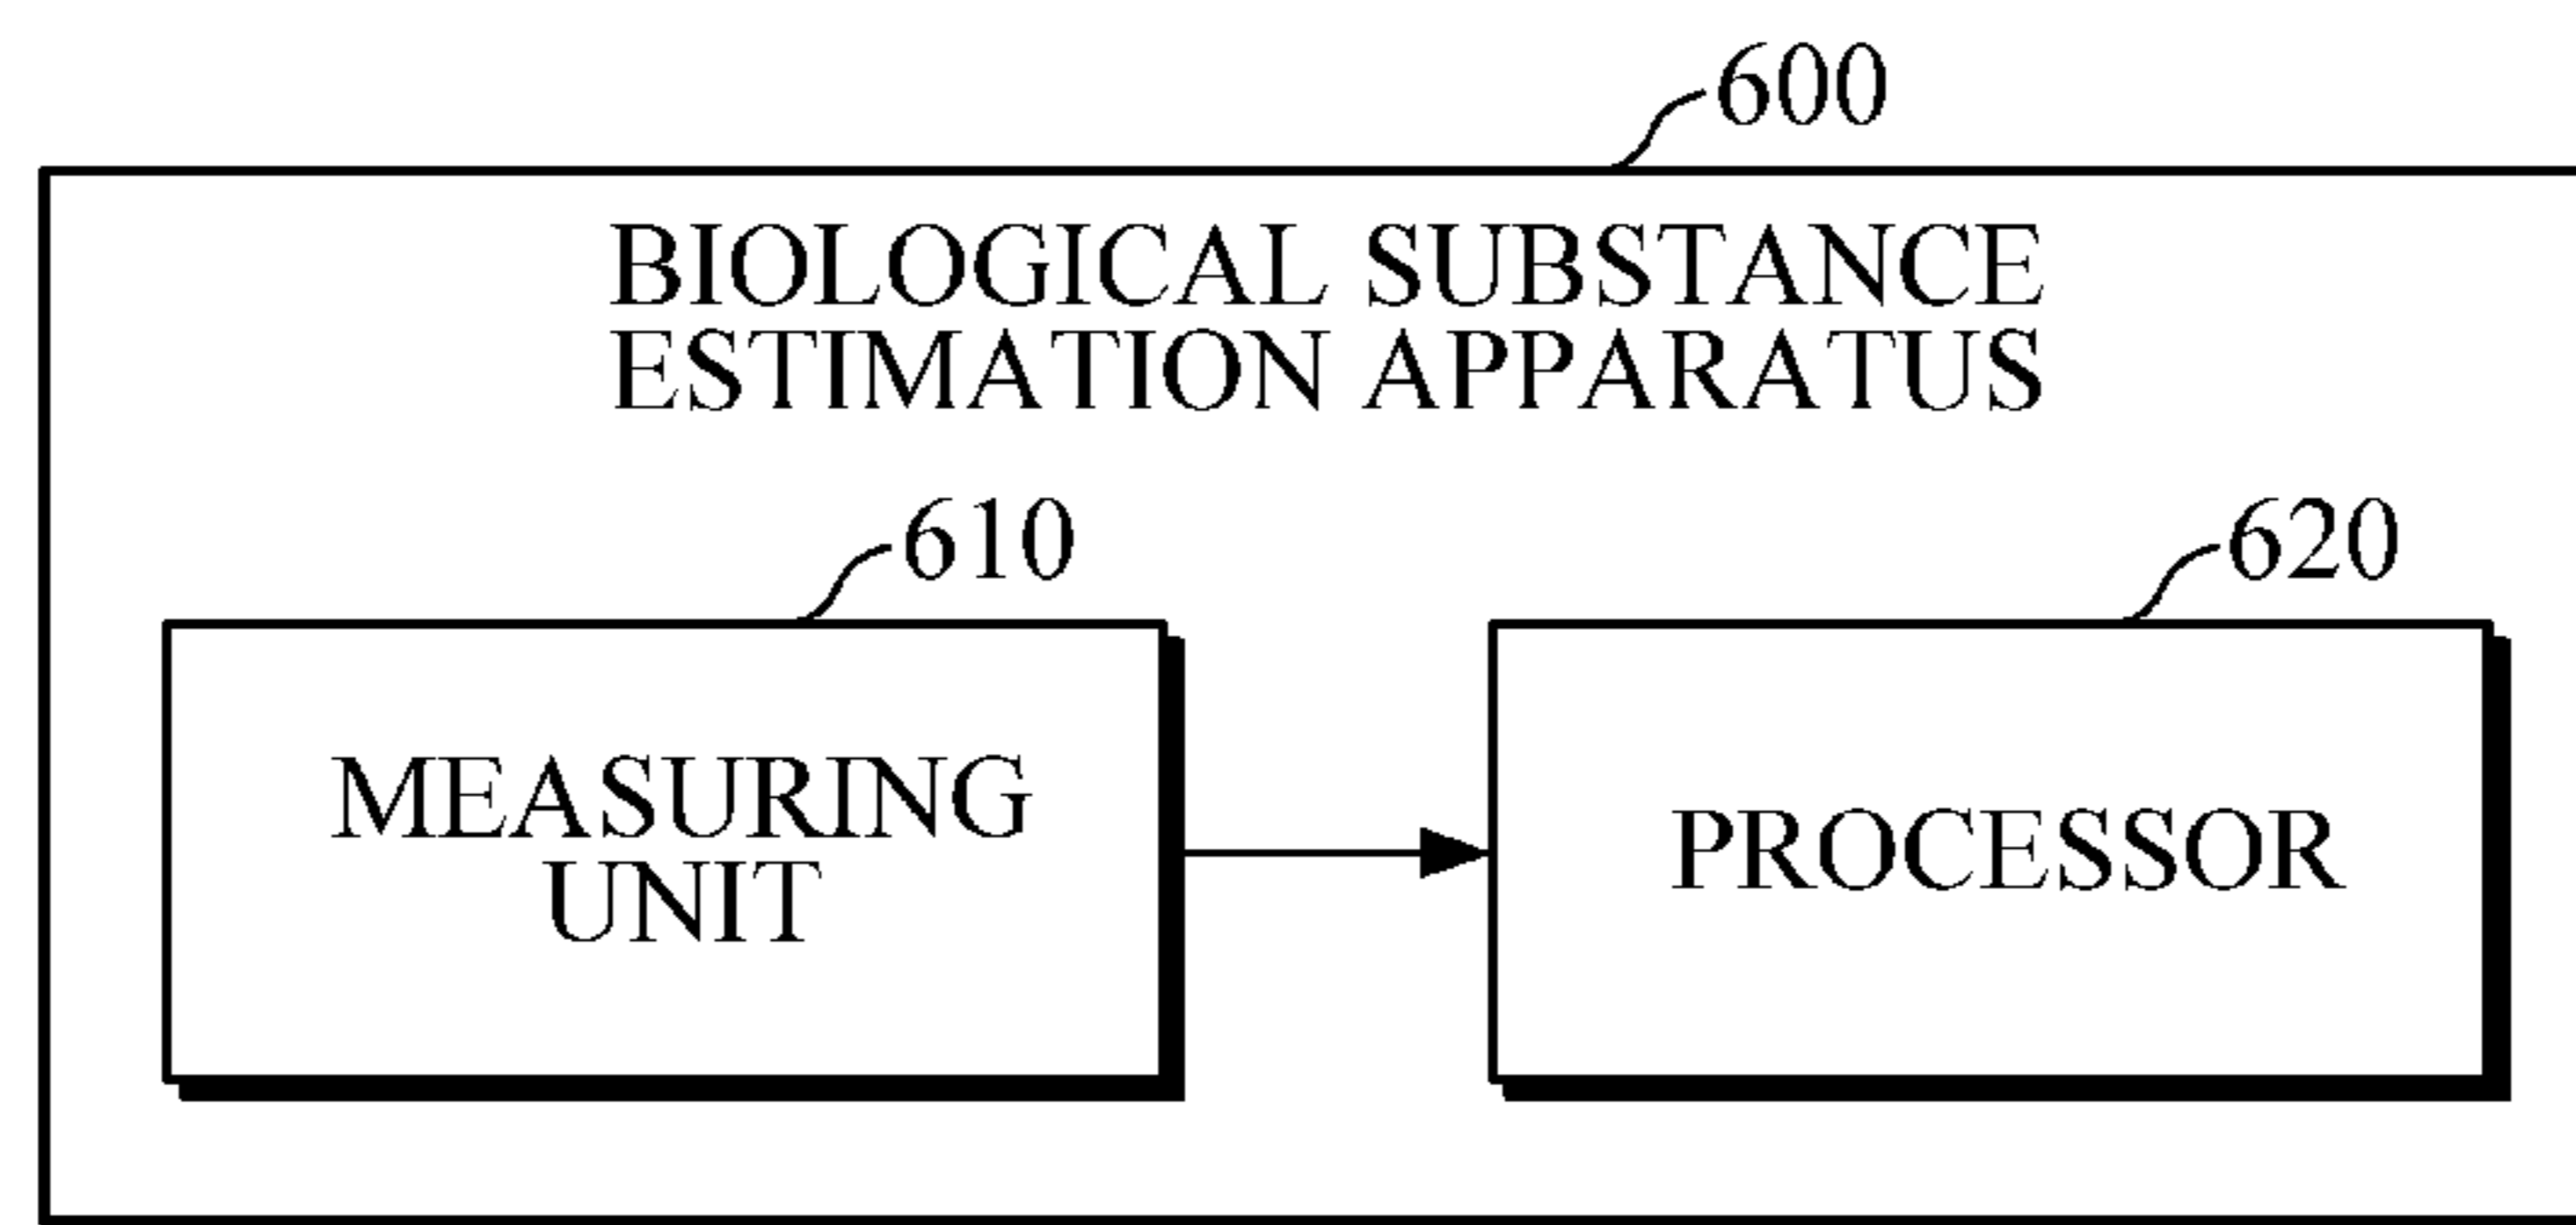 600
BIOLOGICAL SUBSTANCE
ESTIMATION APPARATUS
610
620
MEASURING
UNIT
PROCESSOR